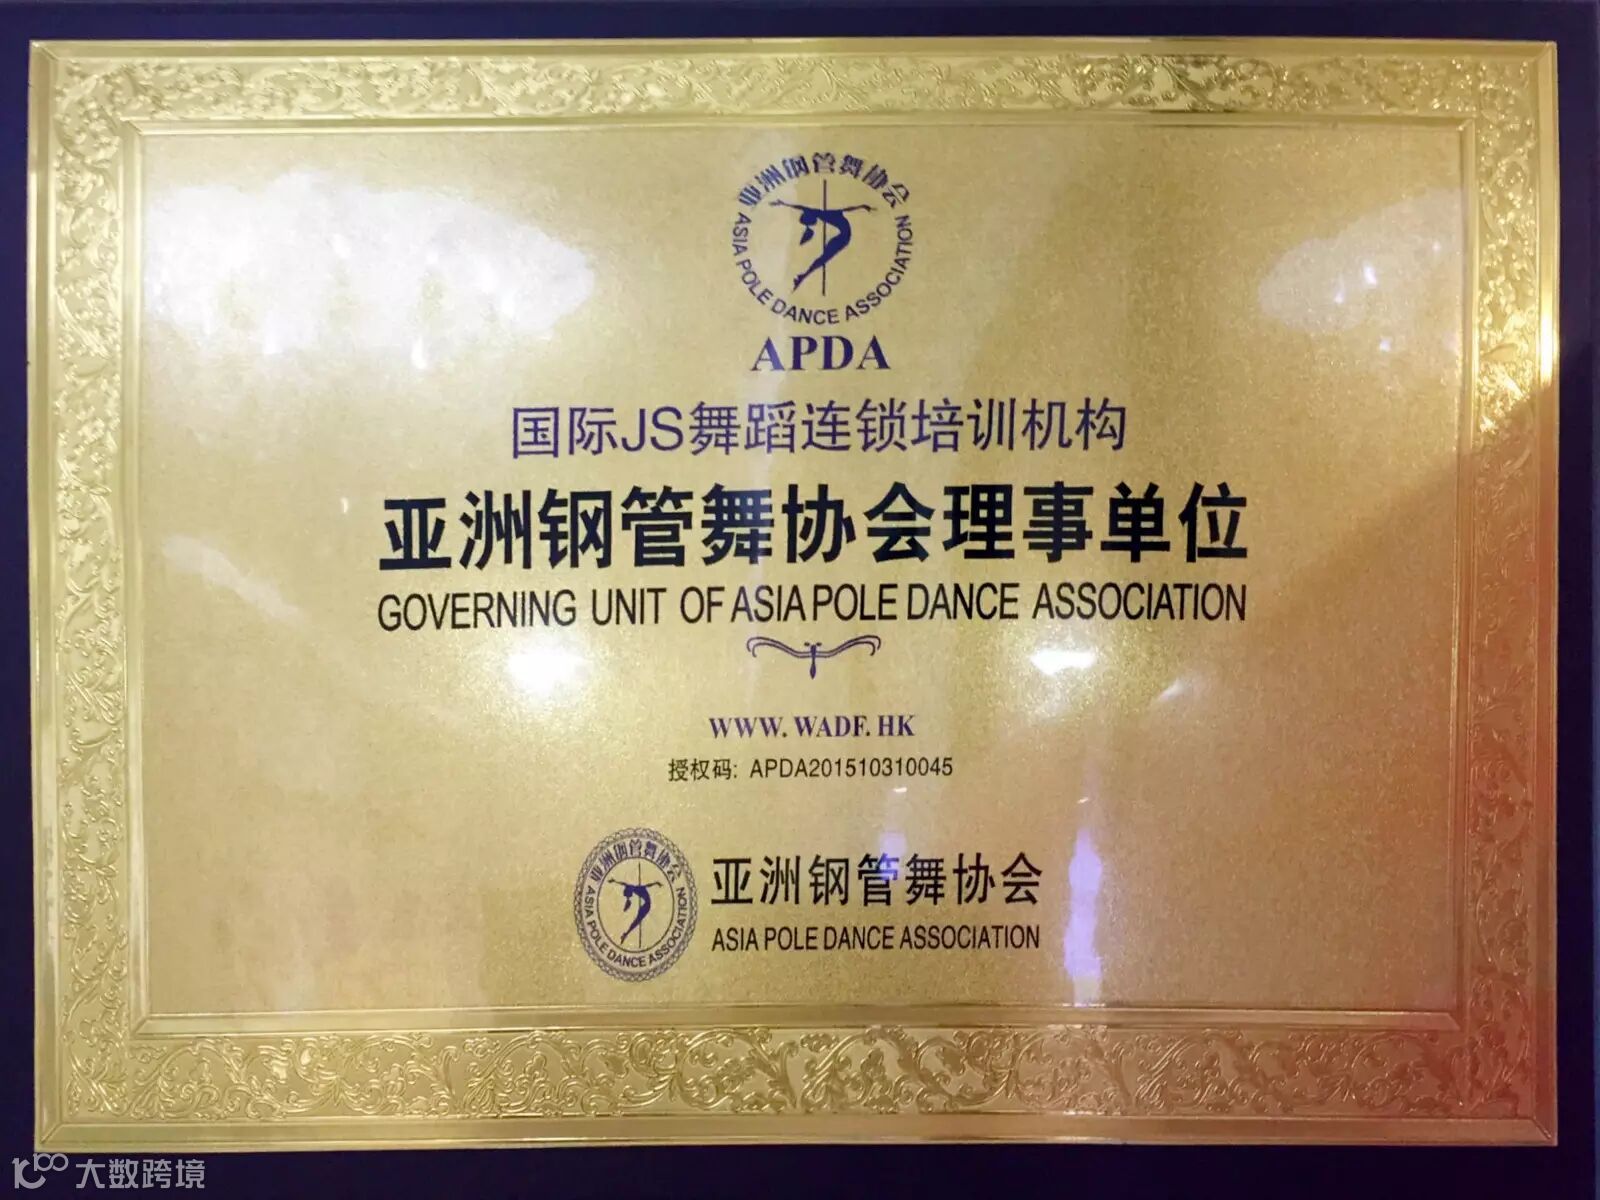 亚洲钢管舞协会
ASIA POLE DANCE ASSOCIATION
APDA
国际JS舞蹈连锁培训机构
亚洲钢管舞协会理事单位
GOVERNING UNIT OF ASIA POLE DANCE ASSOCIATION
WWW.WADF.HK
授权码: APDA201510310045
亚洲钢管舞协会
ASIA POLE DANCE ASSOCIATION
亚洲钢管舞协会
ASIA POLE DANCE ASSOCIATION
大数跨境